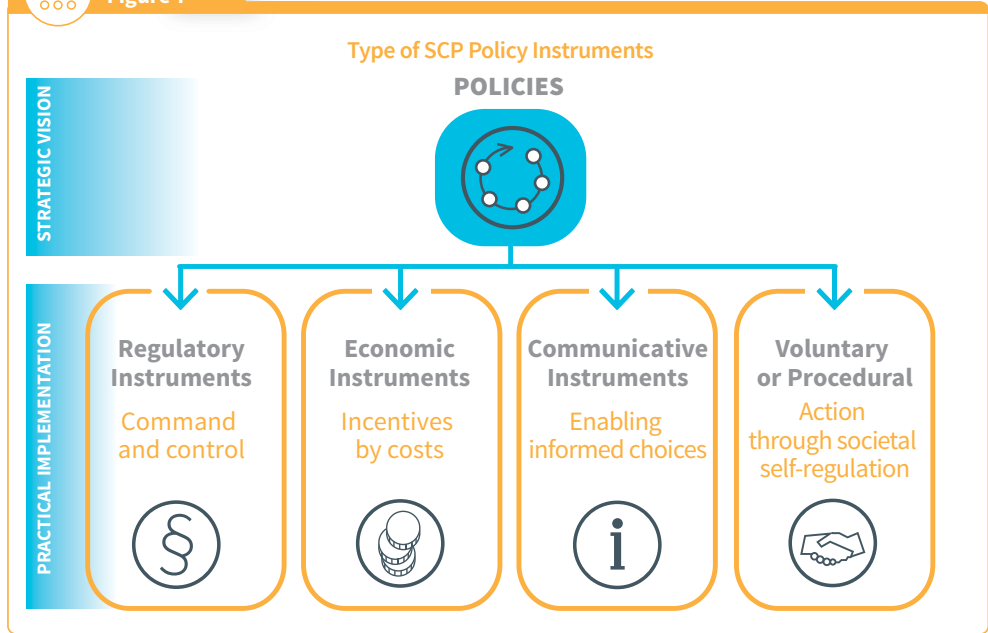 Type of SCP Policy Instruments
POLICIES
STRATEGIC VISION
PRACTICAL IMPLEMENTATION
Regulatory
Instruments
Command
and control
§
Economic
Instruments
Incentives
by costs
Communicative
Instruments
Enabling
informed choices
i
Voluntary
or Procedural
Action
through societal
self-regulation